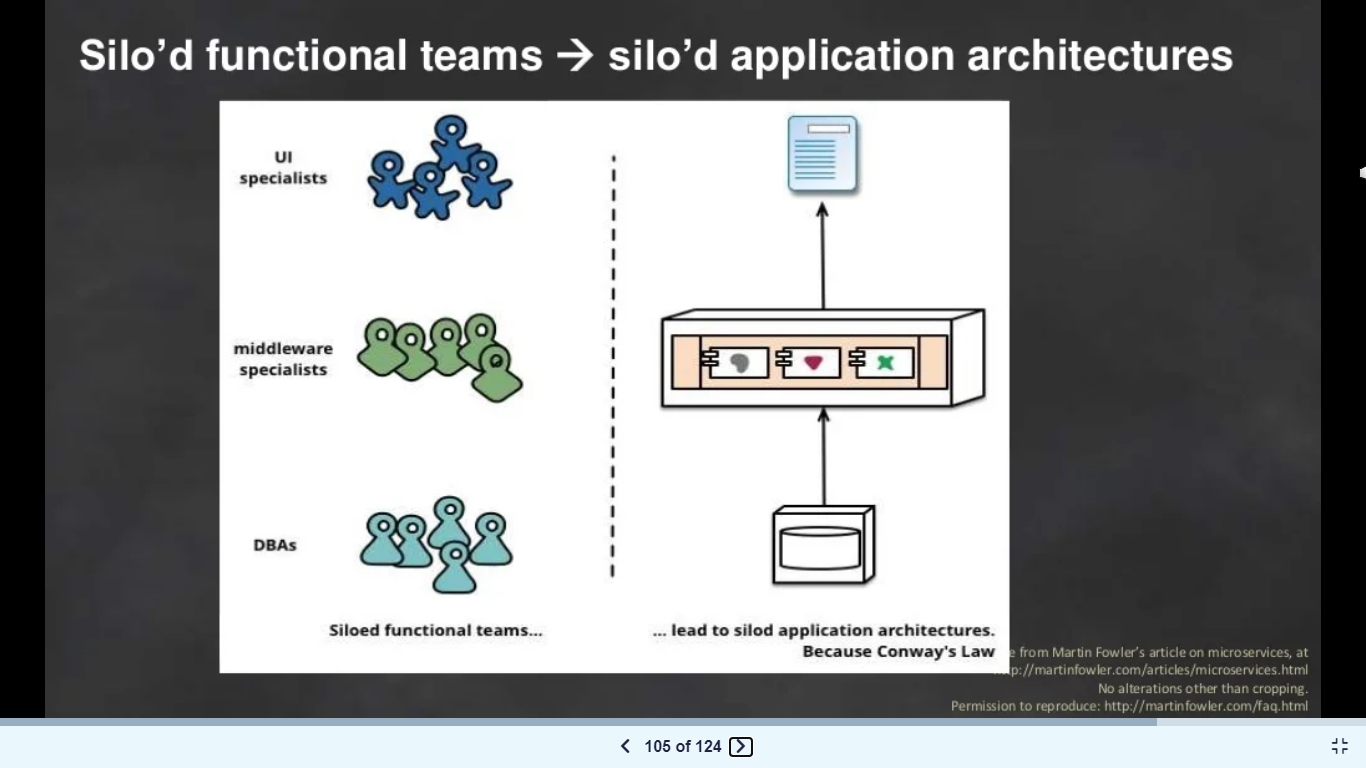 Silo’d functional teams → silo’d application architectures
UI
specialists
middleware
specialists
DBAs
Siloed functional teams...
... lead to silod application architectures.
Because Conway's Law
from Martin Fowler’s article on microservices, at
://martinfowler.com/articles/microservices.html
No alterations other than cropping.
Permission to reproduce: http://martinfowler.com/faq.html
105 of 124